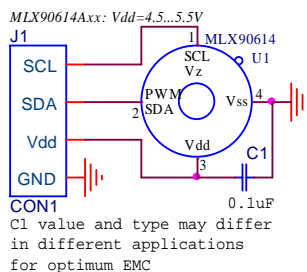 MLX90614Axx: Vdd=4.5...5.5V
J1
MLX90614
U1
1
SCL
Vz
SCL
SDA
PWM
SDA
2
Vss
4
Vdd
Vdd
3
C1
GND
0.1uF
CON1
C1 value and type may differ
in different applications
for optimum EMC